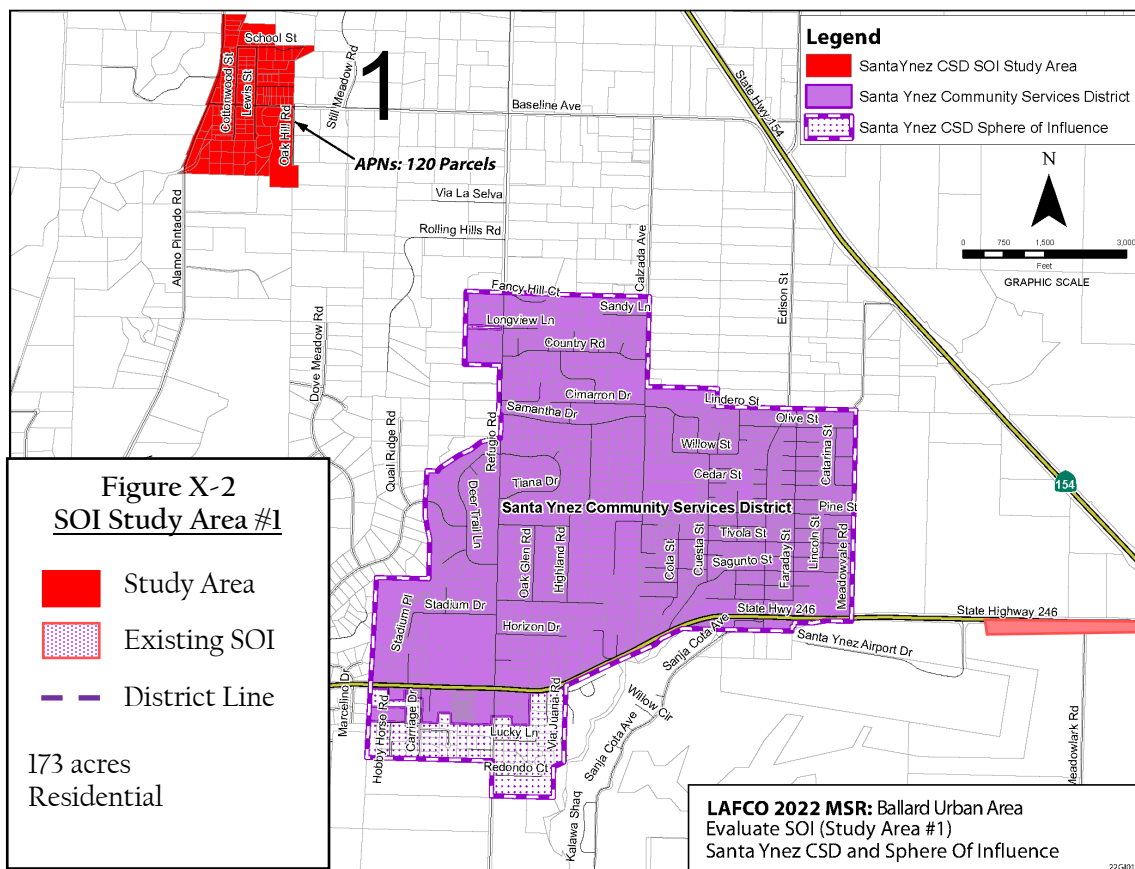 School St
Cottonwood St
Lewis St
Oak Hill Rd
Still Meadow Rd
1
APNs: 120 Parcels
Baseline Ave
State Hwy 154
Legend
SantaYnez CSD SOI Study Area
Santa Ynez Community Services District
Santa Ynez CSD Sphere of Influence
N
0 750 1,500 3,000
Feet
GRAPHIC SCALE
Via La Selva
Rolling Hills Rd
Alamo Pintado Rd
Calzada Ave
Edison St
Fancy Hill Ct
Sandy Ln
Longview Ln
Country Rd
Dove Meadow Rd
Cimarron Dr
Lindero St
Samantha Dr
Olive St
Quail Ridge Rd
Refugio Rd
Willow St
Catarina St
Cedar St
Deer Trail Ln
Tiana Dr
154
Santa Ynez Community Services District
Pine St
Oak Glen Rd
Highland Rd
Cota St
Cuesta St
Tivola St
Sagunto St
Faraday St
Lincoln St
Meadowvale Rd
Stadium Pl
Stadium Dr
Horizon Dr
State Hwy 246
State Highway 246
Sanja Cota Ave
Santa Ynez Airport Dr
Marcelino Dr
Hobby Horse Rd
Carriage Dr
Lucky Ln
Via Juana Rd
Willow Cir
Sanja Cota Ave
Redondo Ct
Kalawa Shaq
Meadowlark Rd
Figure X-2
SOI Study Area #1
Study Area
Existing SOI
District Line
173 acres
Residential
LAFCO 2022 MSR: Ballard Urban Area
Evaluate SOI (Study Area #1)
Santa Ynez CSD and Sphere Of Influence